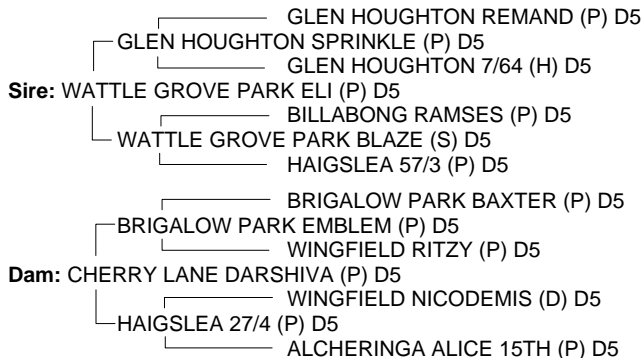 GLEN HOUGHTON REMAND (P) D5
GLEN HOUGHTON SPRINKLE (P) D5
GLEN HOUGHTON 7/64 (H) D5
Sire: WATTLE GROVE PARK ELI (P) D5
BILLABONG RAMSES (P) D5
WATTLE GROVE PARK BLAZE (S) D5
HAIGSLEA 57/3 (P) D5
BRIGALOW PARK BAXTER (P) D5
BRIGALOW PARK EMBLEM (P) D5
WINGFIELD RITZY (P) D5
Dam: CHERRY LANE DARSHIVA (P) D5
WINGFIELD NICODEMIS (D) D5
HAIGSLEA 27/4 (P) D5
ALCHERINGA ALICE 15TH (P) D5